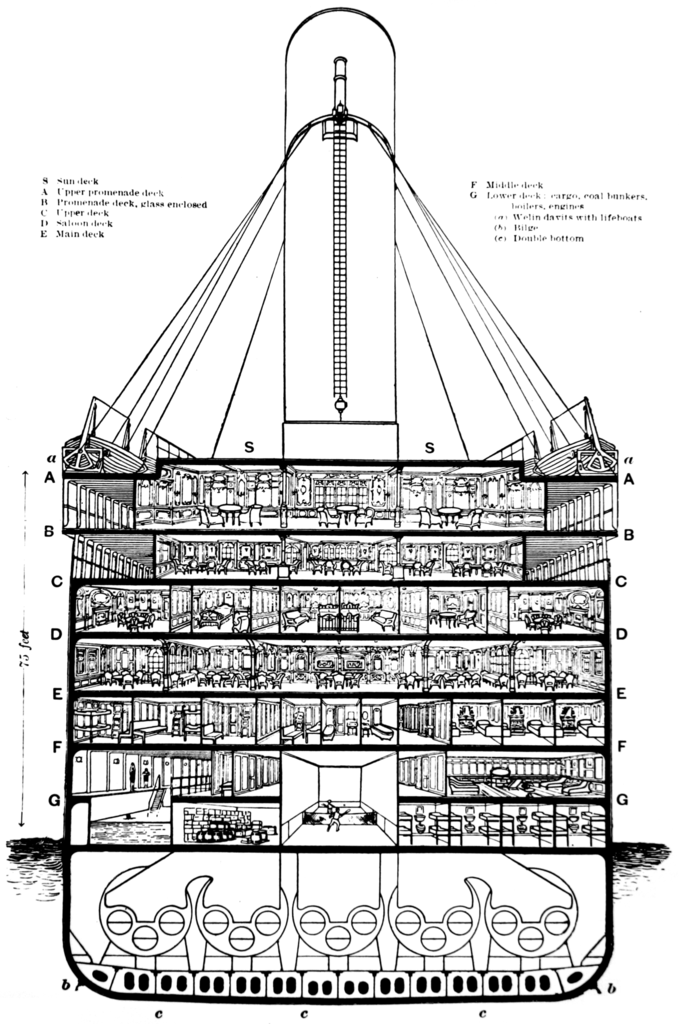 S Sun deck
A Upper promenade deck
B Promenade deck, glass enclosed
C Upper deck
D Saloon deck
E Main deck
F Middle deck
G Lower deck: cargo, coal bunkers,
boilers, engines
(a) Welin davits with lifeboats
(b) Bilge
(c) Double bottom
S S
a a
A A
B B
C C
D D
75 feet
E E
F F
G G
b b
c c c